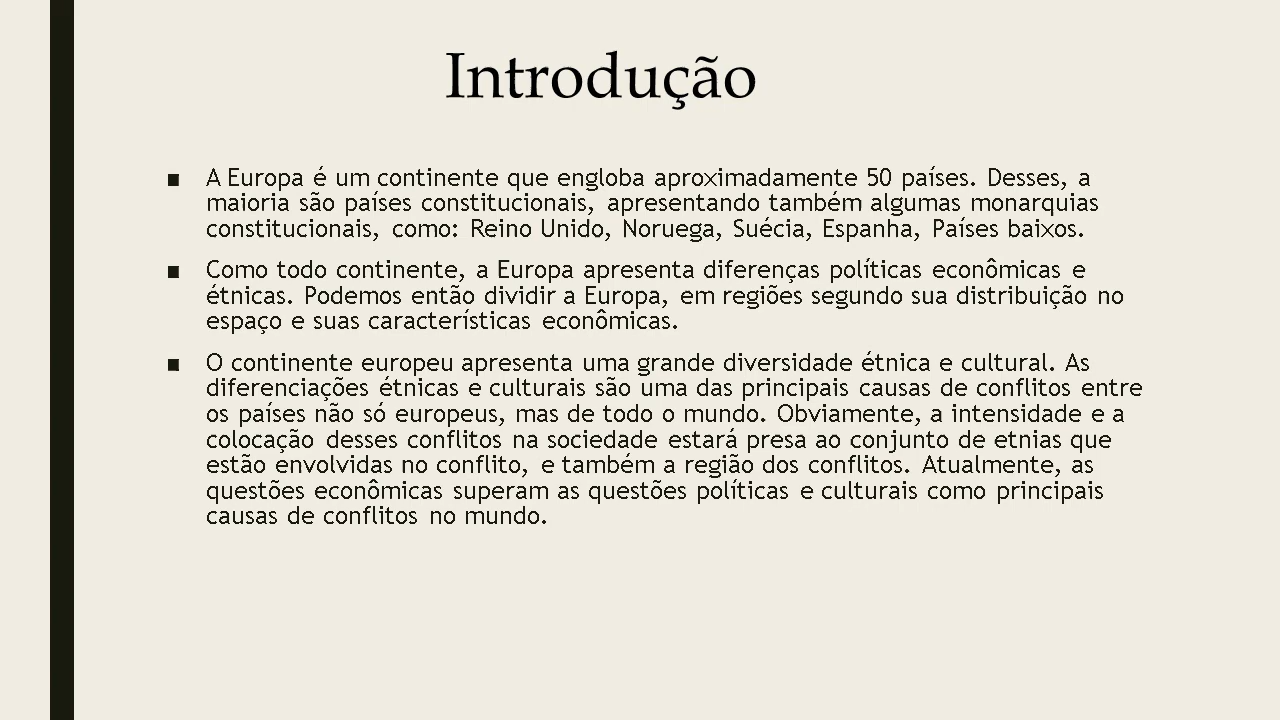 Introdução
■ A Europa é um continente que engloba aproximadamente 50 países. Desses, a
maioria são países constitucionais, apresentando também algumas monarquias
constitucionais, como: Reino Unido, Noruega, Suécia, Espanha, Países baixos.
■ Como todo continente, a Europa apresenta diferenças políticas econômicas e
étnicas. Podemos então dividir a Europa, em regiões segundo sua distribuição no
espaço e suas características econômicas.
■ O continente europeu apresenta uma grande diversidade étnica e cultural. As
diferenciações étnicas e culturais são uma das principais causas de conflitos entre
os países não só europeus, mas de todo o mundo. Obviamente, a intensidade e a
colocação desses conflitos na sociedade estará presa ao conjunto de etnias que
estão envolvidas no conflito, e também a região dos conflitos. Atualmente, as
questões econômicas superam as questões políticas e culturais como principais
causas de conflitos no mundo.